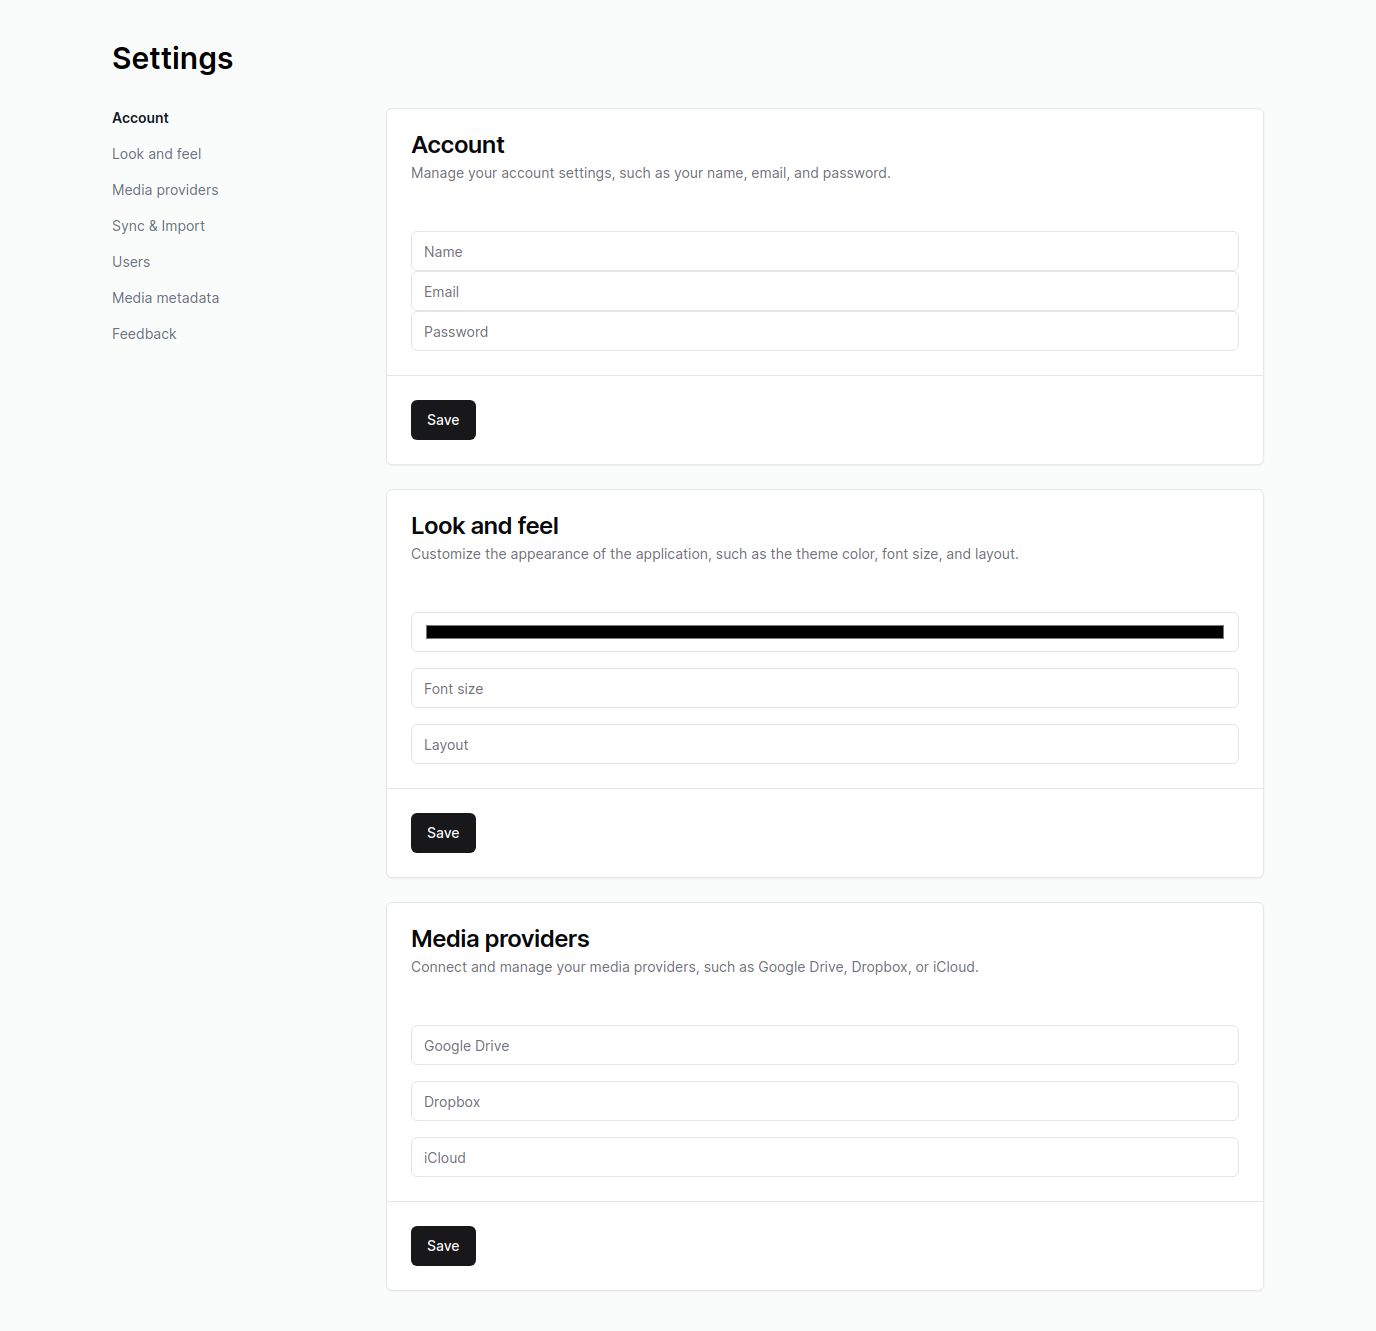 Settings
Account
Look and feel
Media providers
Sync & Import
Users
Media metadata
Feedback
Account
Manage your account settings, such as your name, email, and password.
Name
Email
Password
Save
Look and feel
Customize the appearance of the application, such as the theme color, font size, and layout.
Font size
Layout
Save
Media providers
Connect and manage your media providers, such as Google Drive, Dropbox, or iCloud.
Google Drive
Dropbox
iCloud
Save